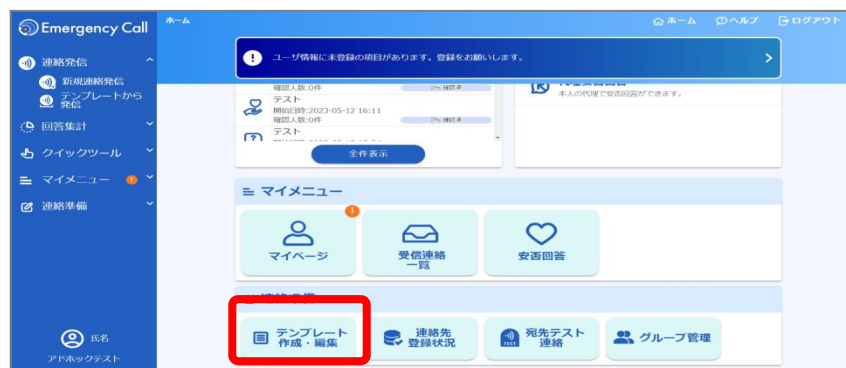 Emergency Call
ホーム
ホーム
ヘルプ
ログアウト
! ユーザ情報に未登録の項目があります。登録をお願いします。
連絡発信
新規連絡発信
テンプレートから
発信
回答集計
クイックツール
マイメニュー
連絡準備
氏名
アドホックテスト
確認人数:0件
0% 確認済
テスト
開始日時:2023-05-12 16:11
確認人数:0件
0% 確認済
テスト
全件表示
本人の代理で安否回答ができます。
マイメニュー
1
マイページ
受信連絡
一覧
安否回答
テンプレート
作成・編集
連絡先
登録状況
TEST
宛先テスト
連絡
グループ管理